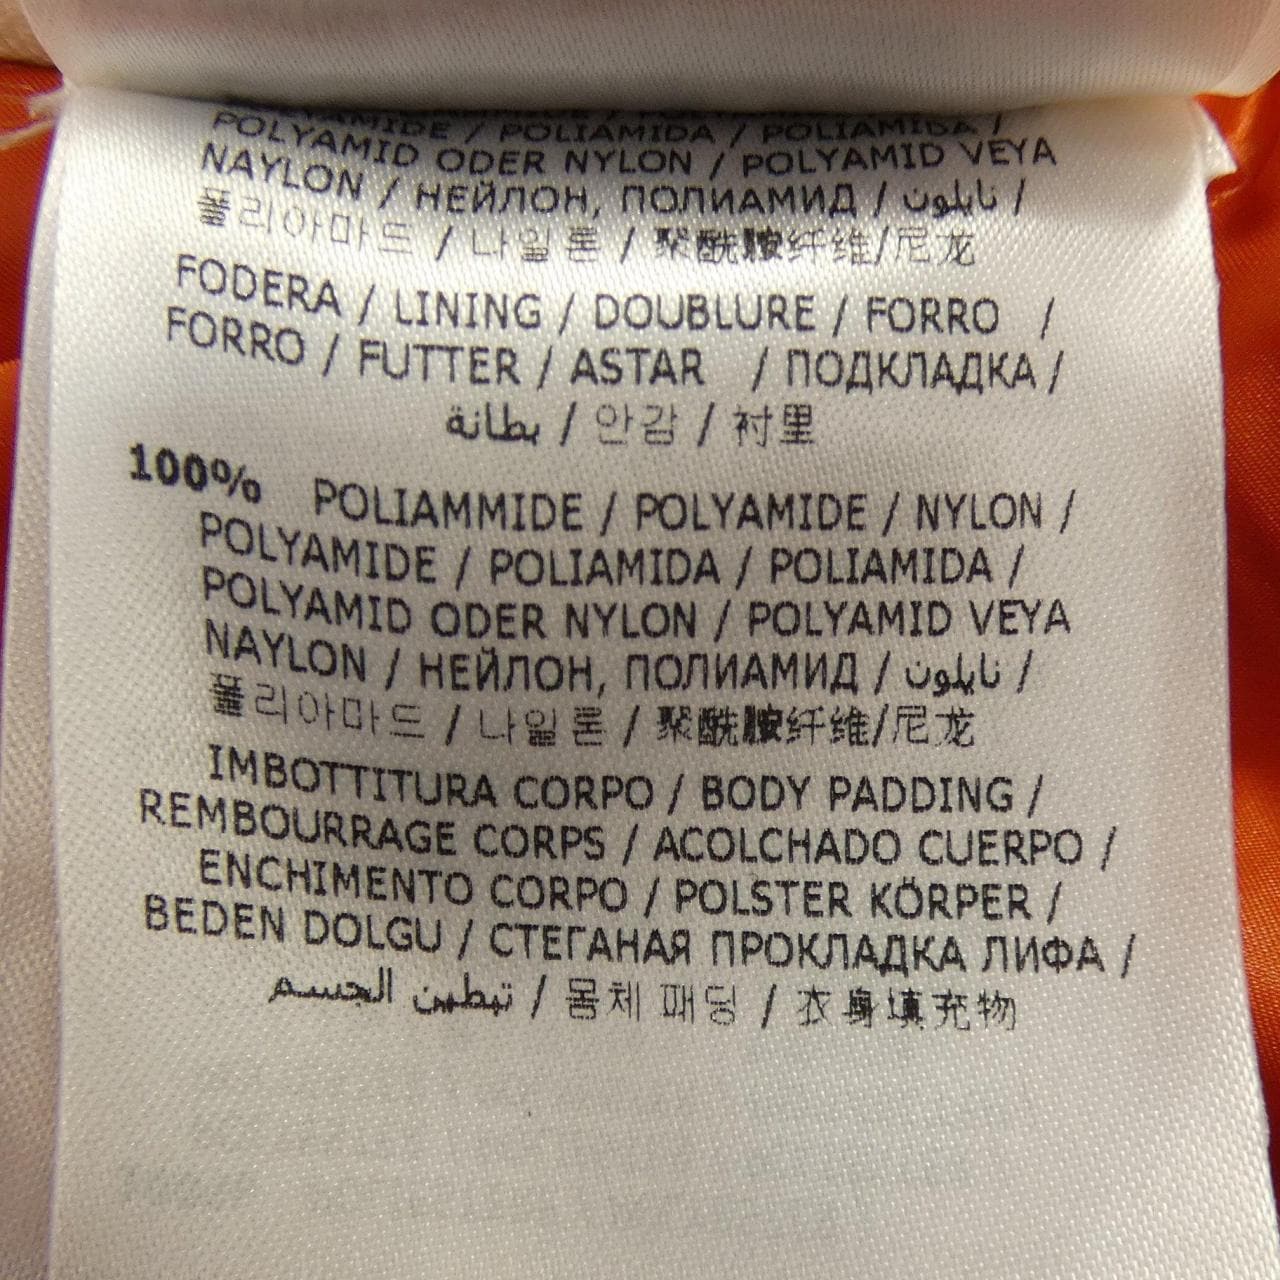 POLYAMIDE / POLIAMIDA / POLIAMIDA /
POLYAMID ODER NYLON / POLYAMID VEYA
NAYLON / НЕЙЛОН, ПОЛИАМИД / نايلون /
폴리아마드 / 나일론 / 聚酰胺纤维/尼龙
FODERA / LINING / DOUBLURE / FORRO /
FORRO / FUTTER / ASTAR / ПОДКЛАДКА /
بطانة / 안감 / 衬里
100% POLIAMMIDE / POLYAMIDE / NYLON /
POLYAMIDE / POLIAMIDA / POLIAMIDA /
POLYAMID ODER NYLON / POLYAMID VEYA
NAYLON / НЕЙЛОН, ПОЛИАМИД / نايلون /
폴리아마드 / 나일론 / 聚酰胺纤维/尼龙
IMBOTTITURA CORPO / BODY PADDING /
REMBOURRAGE CORPS / ACOLCHADO CUERPO /
ENCHIMENTO CORPO / POLSTER KÖRPER /
BEDEN DOLGU / СТЕГАНАЯ ПРОКЛАДКА ЛИФА /
تبطين الجسم / 몸체 패딩 / 衣身填充物